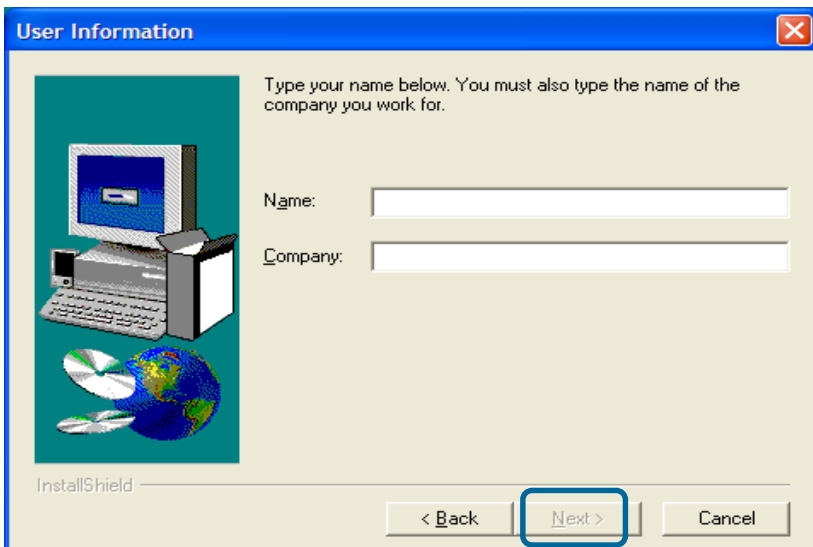 User Information
Type your name below. You must also type the name of the
company you work for.
Name:
Company:
InstallShield
< Back
Next >
Cancel